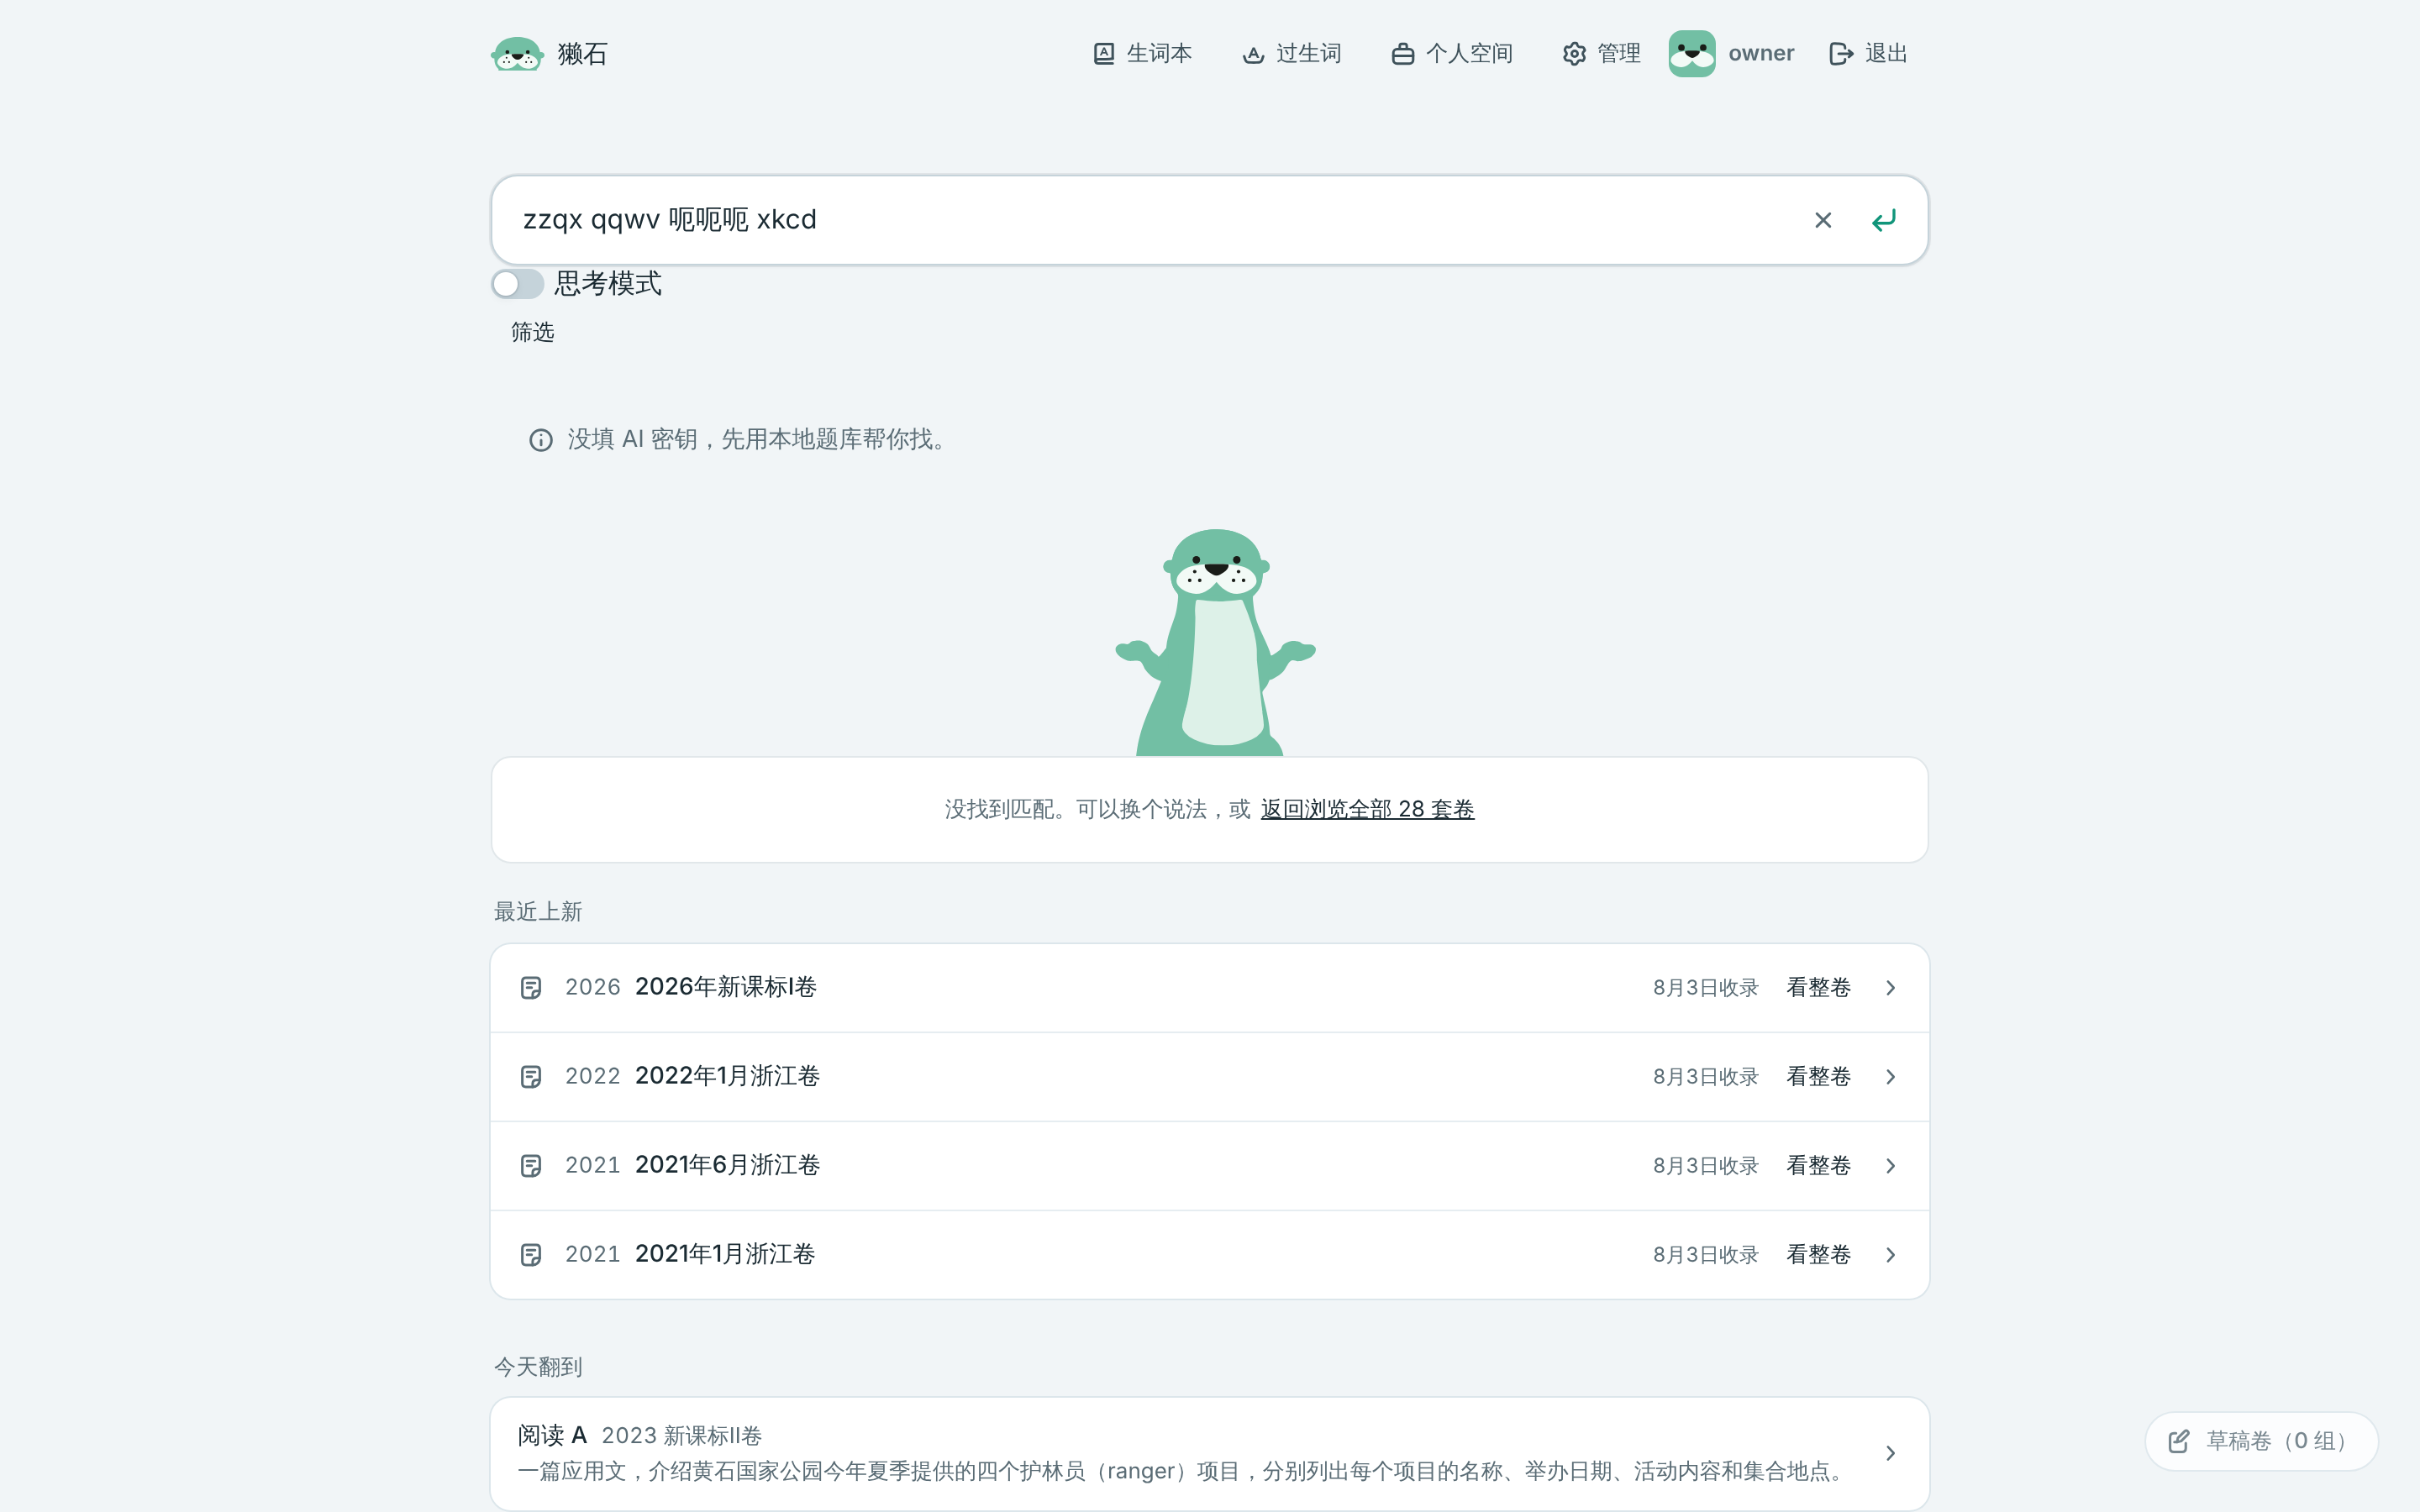 獭石
生词本
过生词
个人空间
管理
owner
退出
zzqx qqwv 呃呃呃 xkcd
思考模式
筛选
没填 AI 密钥，先用本地题库帮你找。
没找到匹配。可以换个说法，或 返回浏览全部 28 套卷
最近上新
2026 2026年新课标I卷 8月3日收录 看整卷
2022 2022年1月浙江卷 8月3日收录 看整卷
2021 2021年6月浙江卷 8月3日收录 看整卷
2021 2021年1月浙江卷 8月3日收录 看整卷
今天翻到
阅读 A 2023 新课标II卷
一篇应用文，介绍黄石国家公园今年夏季提供的四个护林员（ranger）项目，分别列出每个项目的名称、举办日期、活动内容和集合地点。
草稿卷（0 组）